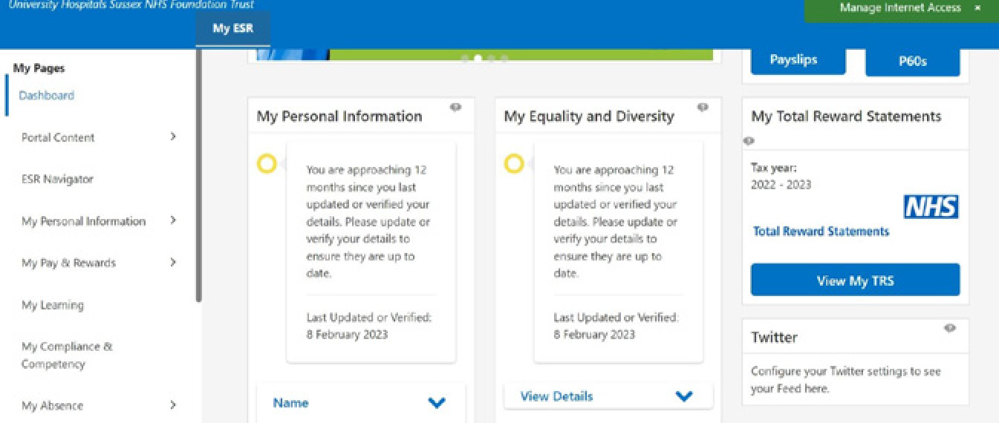 University Hospitals Sussex NHS Foundation Trust
Manage Internet Access ×
My ESR
My Pages
Dashboard
Portal Content
ESR Navigator
My Personal Information
My Pay & Rewards
My Learning
My Compliance &
Competency
My Absence
My Personal Information
You are approaching 12
months since you last
updated or verified your
details. Please update or
verify your details to
ensure they are up to
date.
Last Updated or Verified:
8 February 2023
Name
My Equality and Diversity
You are approaching 12
months since you last
updated or verified your
details. Please update or
verify your details to
ensure they are up to
date.
Last Updated or Verified:
8 February 2023
View Details
Payslips
P60s
My Total Reward Statements
Tax year:
2022 - 2023
NHS
Total Reward Statements
View My TRS
Twitter
Configure your Twitter settings to see
your Feed here.